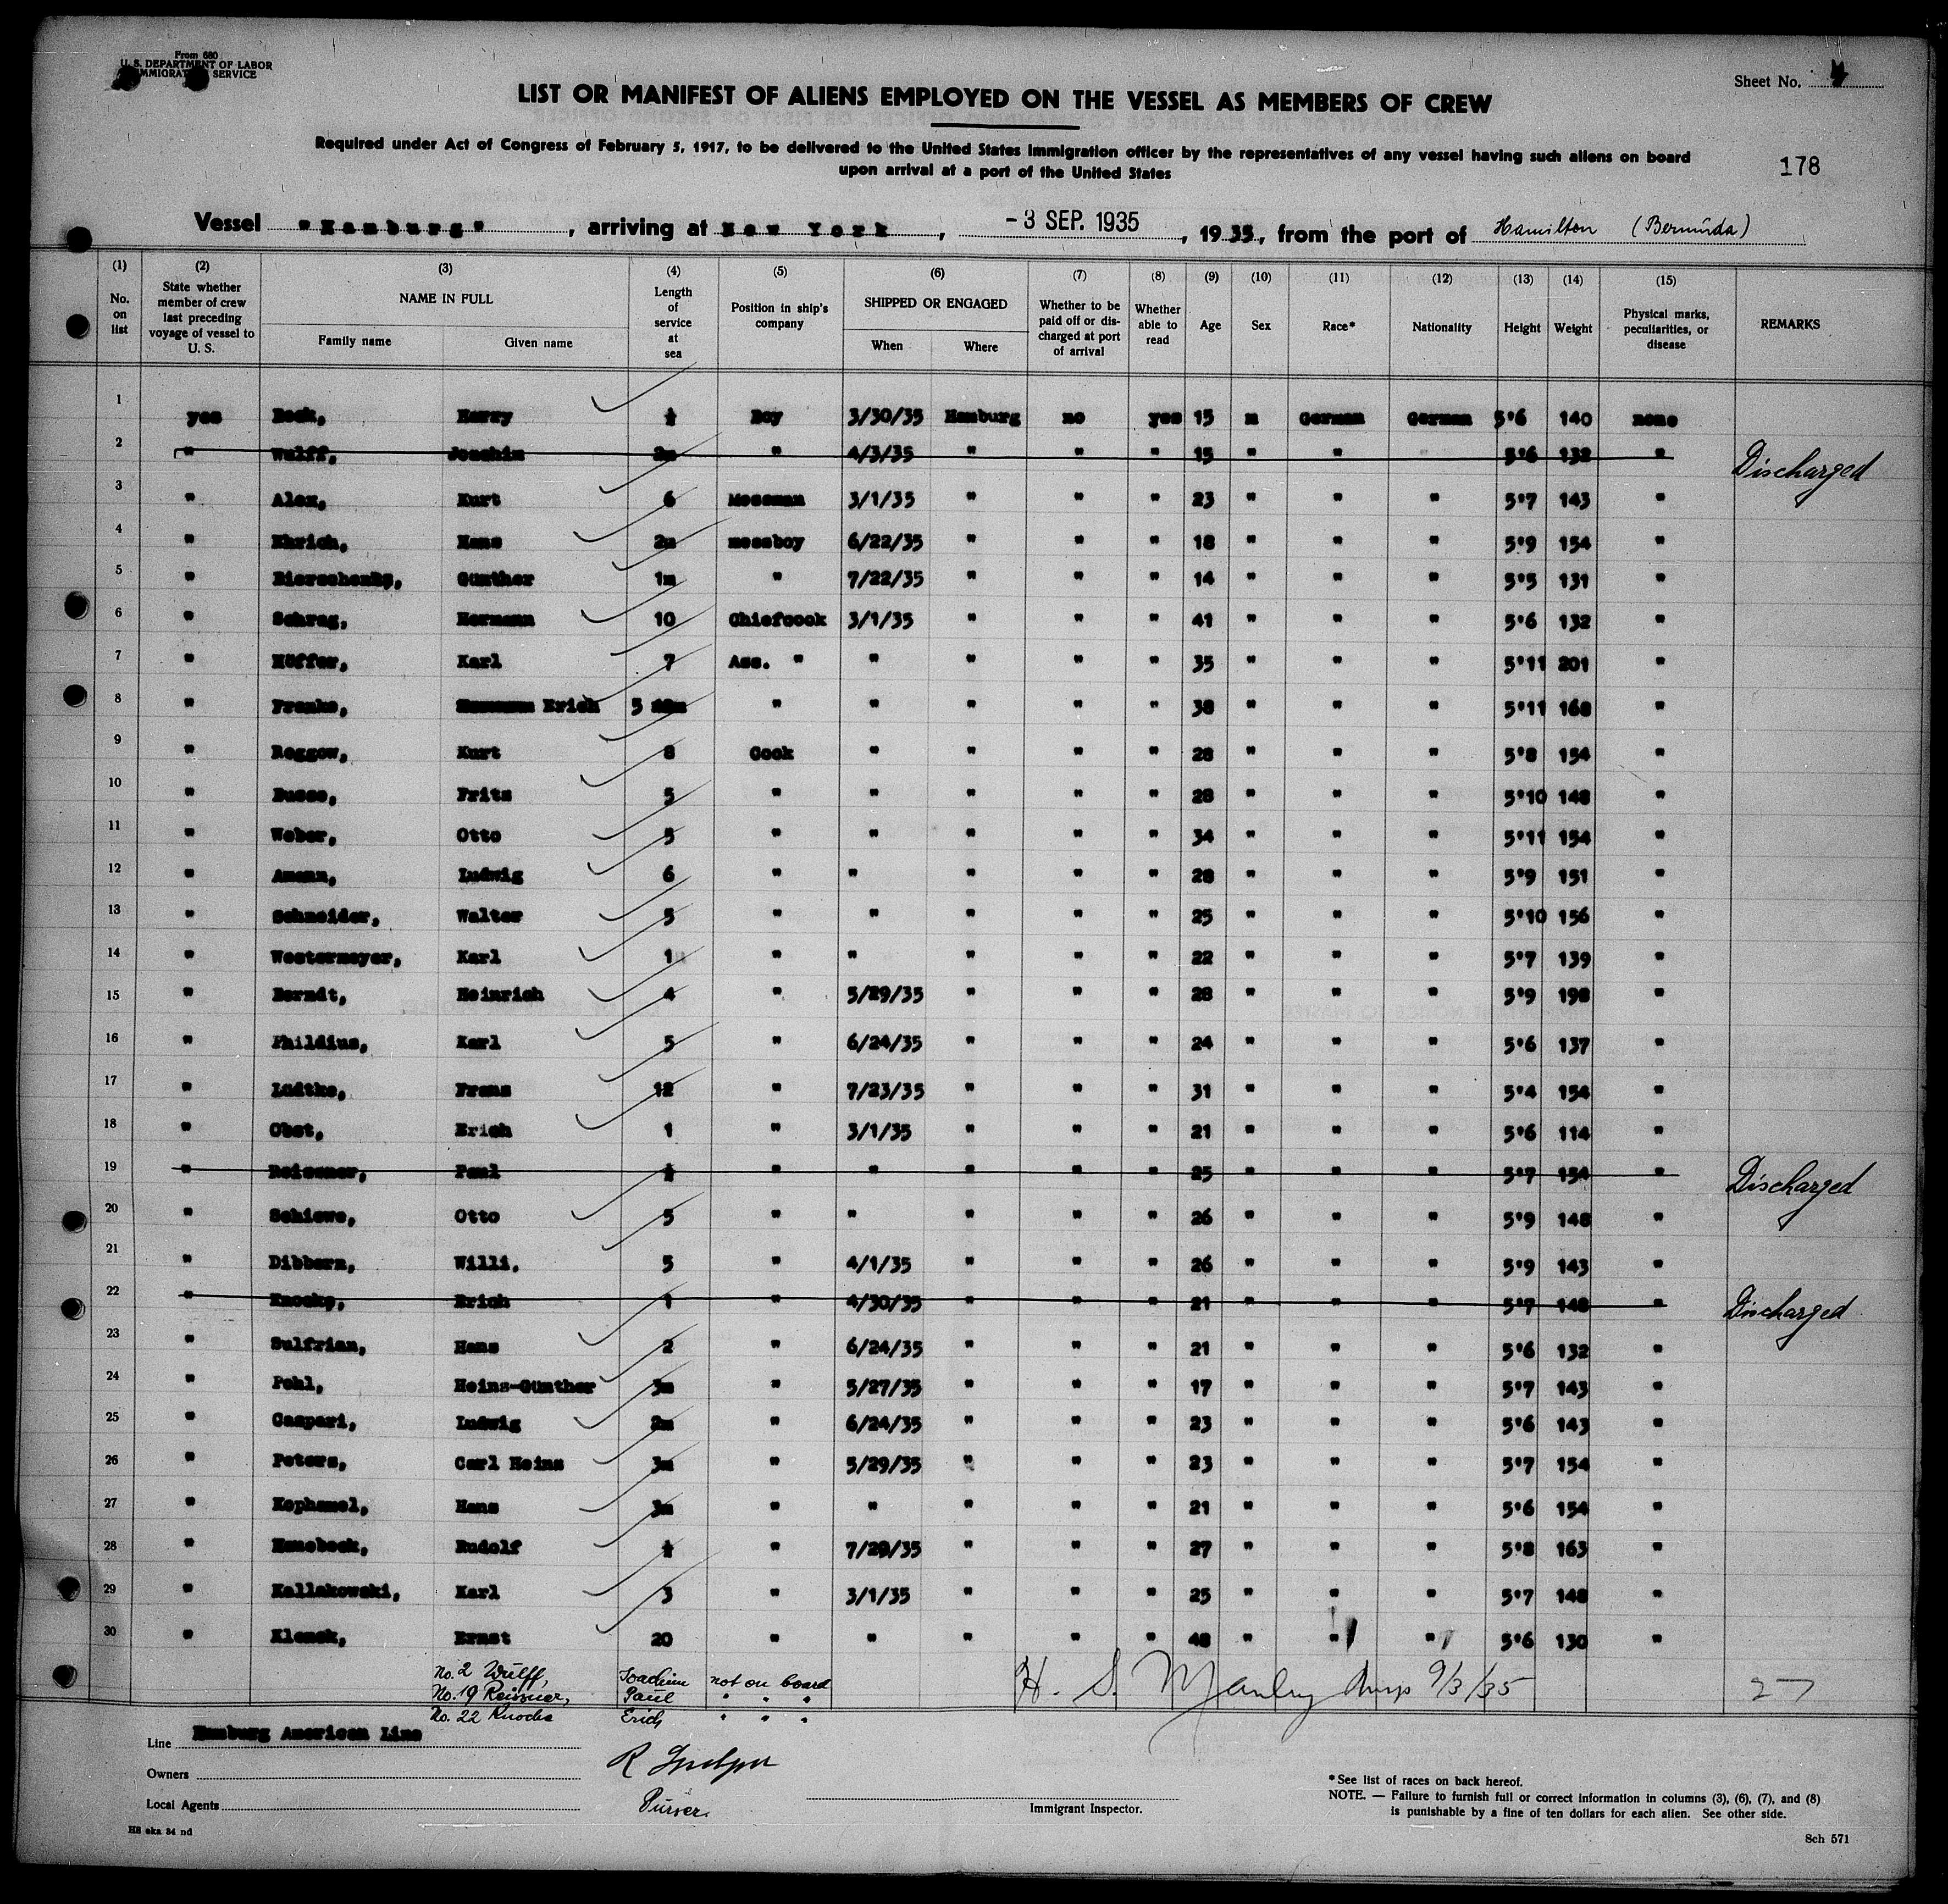 From 680
U. S. DEPARTMENT OF LABOR
IMMIGRATION SERVICE
Sheet No. 4
LIST OR MANIFEST OF ALIENS EMPLOYED ON THE VESSEL AS MEMBERS OF CREW
Required under Act of Congress of February 5, 1917, to be delivered to the United States Immigration officer by the representatives of any vessel having such aliens on board
upon arrival at a port of the United States
178
Vessel "Hamburg", arriving at New York, - 3 SEP. 1935, 1935, from the port of Hamilton (Bermuda)
(1) No. on list (2) State whether member of crew last preceding voyage of vessel to U. S. (3) NAME IN FULL Family name Given name (4) Length of service at sea (5) Position in ship's company (6) SHIPPED OR ENGAGED When Where (7) Whether to be paid off or discharged at port of arrival (8) Whether able to read (9) Age (10) Sex (11) Race* (12) Nationality (13) Height (14) Weight (15) Physical marks, peculiarities, or disease REMARKS
1 yes Beck, Harry Boy 3/30/35 Hamburg no yes 15 m German German 5'6 140 none
2 " Wulff, Joachim 2m " 4/3/35 " " " 15 " " 5'6 132 " Discharged
3 " Alex, Kurt 6 Messman 3/1/35 " " " 23 " " " 5'7 143 "
4 " Ehrich, Hans 2m messboy 6/22/35 " " " 18 " " " 5'9 154 "
5 " Gunther 1m " 7/22/35 " " " 14 " " " 5'5 131 "
6 " Schrag, Hermann 10 Chiefcook 3/1/35 " " " 41 " " " 5'6 132 "
7 " Höffer, Karl 7 Ass. " " " " " 35 " " " 5'11 201 "
8 " Franke, Erich 5 " " " " " 38 " " " 5'11 168 "
9 " Roggow, Kurt 8 Cook " " " " 28 " " " 5'8 154 "
10 " Busse, Fritz 5 " " " " " 28 " " " 5'10 148 "
11 " Weber, Otto 5 " " " " " 34 " " " 5'11 154 "
12 " Amann, Ludwig 6 " " " " " 28 " " " 5'9 151 "
13 " Schneider, Walter 5 " " " " " 25 " " " 5'10 156 "
14 " Westermeyer, Karl 1 " " " " " 22 " " " 5'7 139 "
15 " Berndt, Heinrich 4 " 5/29/35 " " " 28 " " " 5'9 198 "
16 " Phildius, Karl 5 " 6/24/35 " " " 24 " " " 5'6 137 "
17 " Ludtke, Franz 12 " 7/23/35 " " " 31 " " " 5'4 154 "
18 " Obst, Erich 1 " 3/1/35 " " " 21 " " " 5'6 114 "
19 " Reissner, Paul " " " " " 25 " " " 5'7 154 " Discharged
20 " Schiewe, Otto 5 " " " " " 26 " " " 5'9 148 "
21 " Dibbern, Willi. 5 " 4/1/35 " " " 26 " " " 5'9 143 "
22 " Erich 1 " 4/30/35 " " " 21 " " " 5'7 148 " Discharged
23 " Sulfrian, Hans 2 " 6/24/35 " " " 21 " " " 5'6 132 "
24 " Pohl, Heinz-Gunther 3m " 5/27/35 " " " 17 " " " 5'7 143 "
25 " Caspari, Ludwig 2m " 6/24/35 " " " 23 " " " 5'6 143 "
26 " Peters, Carl Heinz 3m " 5/29/35 " " " 23 " " " 5'7 154 "
27 " Kophamel, Hans 3m " " " " " 21 " " " 5'6 154 "
28 " Rudolf " " " " 27 " " " 5'8 163 "
29 " Kallakowski, Karl 3 " 3/1/35 " " " 25 " " " 5'7 148 "
30 " Klenck, Ernst 20 " " " " " 48 " " " 5'6 130 "
No. 2 Wulff, Joachim not on board
No. 19 Reissner, Paul " " "
No. 22 Erich " " "
H. S. Manley 9/3/35
27
Line Hamburg American Line
Owners
Local Agents
R
Purser.
Immigrant Inspector.
*See list of races on back hereof.
NOTE. — Failure to furnish full or correct information in columns (3), (6), (7), and (8)
is punishable by a fine of ten dollars for each alien. See other side.
HB aka 34 nd
Sch 571